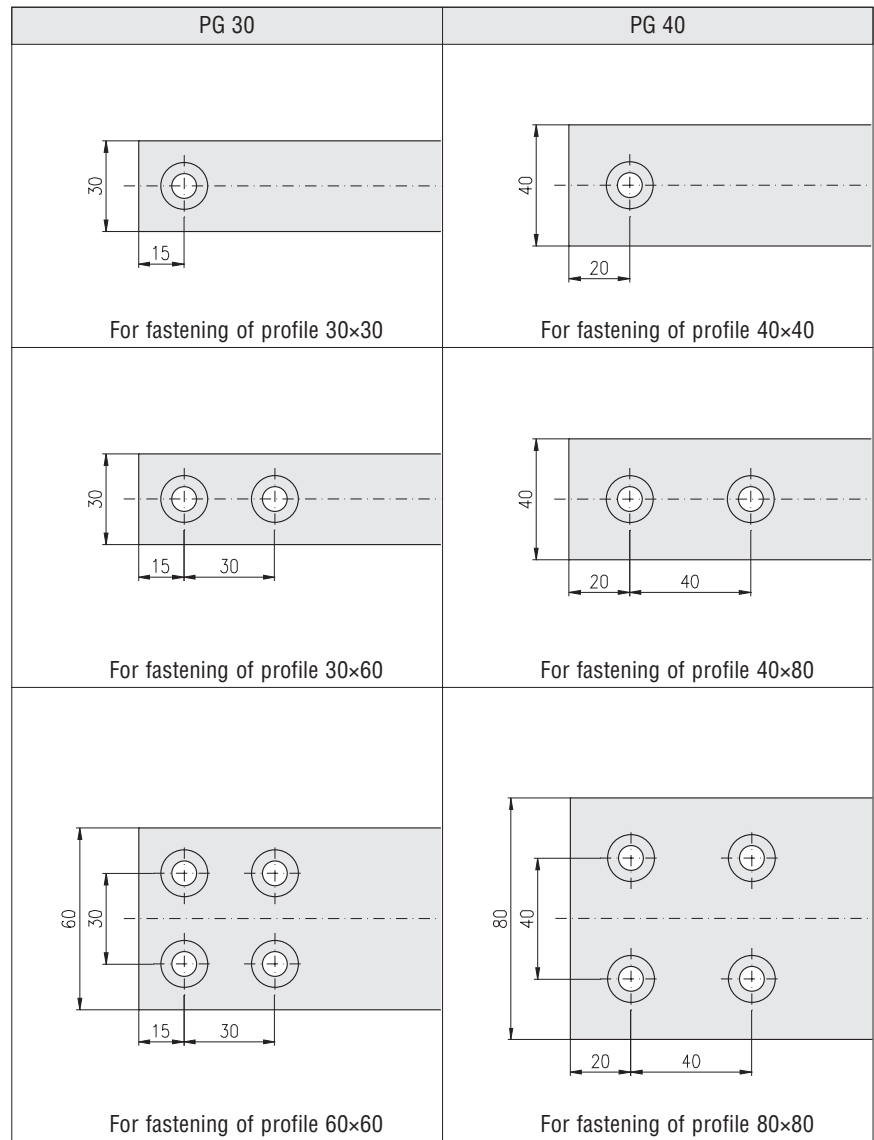 PG 30
PG 40
30
15
For fastening of profile 30×30
40
20
For fastening of profile 40×40
30
15 30
For fastening of profile 30×60
40
20 40
For fastening of profile 40×80
60
30
15 30
For fastening of profile 60×60
80
40
20 40
For fastening of profile 80×80